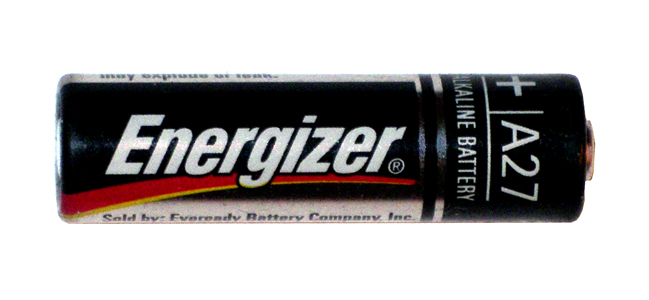 may explode or leak.
Energizer®
Sold by: Eveready Battery Company, Inc.
ALKALINE BATTERY
+ A27